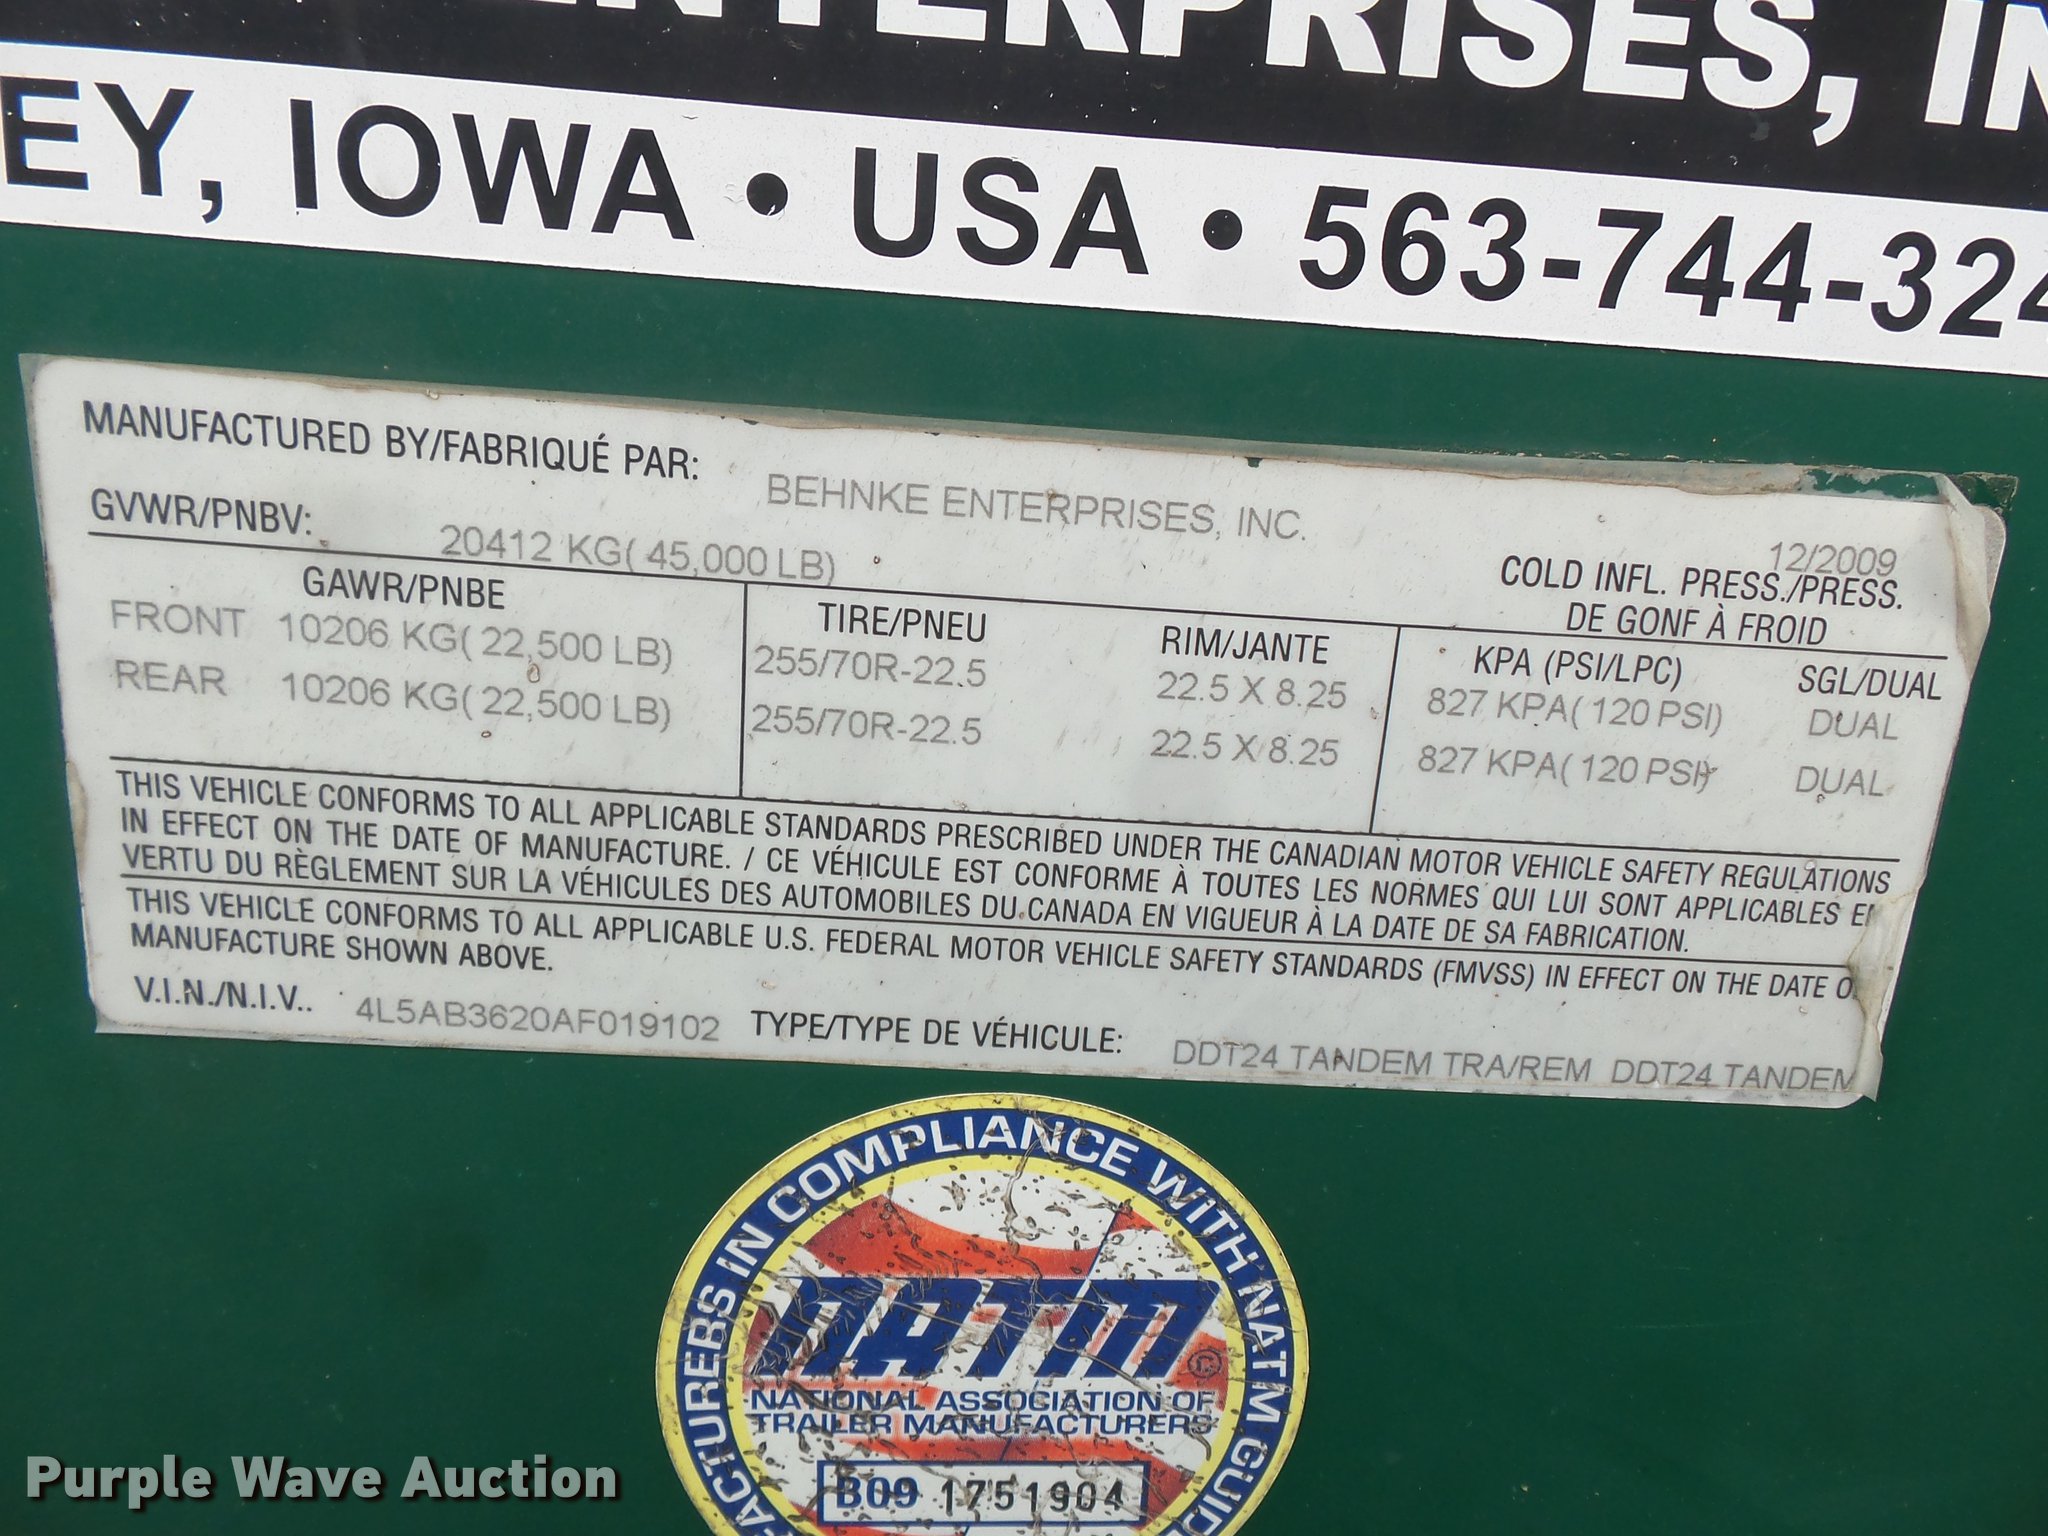 ENTERPRISES, IN
EY, IOWA • USA • 563-744-324
MANUFACTURED BY/FABRIQUÉ PAR: BEHNKE ENTERPRISES, INC.
GVWR/PNBV: 20412 KG( 45,000 LB) 12/2009
COLD INFL. PRESS./PRESS.
DE GONF À FROID
GAWR/PNBE TIRE/PNEU RIM/JANTE KPA (PSI/LPC) SGL/DUAL
FRONT 10206 KG( 22,500 LB) 255/70R-22.5 22.5 X 8.25 827 KPA( 120 PSI) DUAL
REAR 10206 KG( 22,500 LB) 255/70R-22.5 22.5 X 8.25 827 KPA( 120 PSI) DUAL
THIS VEHICLE CONFORMS TO ALL APPLICABLE STANDARDS PRESCRIBED UNDER THE CANADIAN MOTOR VEHICLE SAFETY REGULATIONS
IN EFFECT ON THE DATE OF MANUFACTURE. / CE VÉHICULE EST CONFORME À TOUTES LES NORMES QUI LUI SONT APPLICABLES EN
VERTU DU RÈGLEMENT SUR LA VÉHICULES DES AUTOMOBILES DU CANADA EN VIGUEUR À LA DATE DE SA FABRICATION.
THIS VEHICLE CONFORMS TO ALL APPLICABLE U.S. FEDERAL MOTOR VEHICLE SAFETY STANDARDS (FMVSS) IN EFFECT ON THE DATE O
MANUFACTURE SHOWN ABOVE.
V.I.N./N.I.V.. 4L5AB3620AF019102 TYPE/TYPE DE VÉHICULE: DDT24 TANDEM TRA/REM DDT24 TANDEM
FACTURERS IN COMPLIANCE WITH NATM GUID
NATM ®
NATIONAL ASSOCIATION OF
TRAILER MANUFACTURERS
B09 1751904
Purple Wave Auction